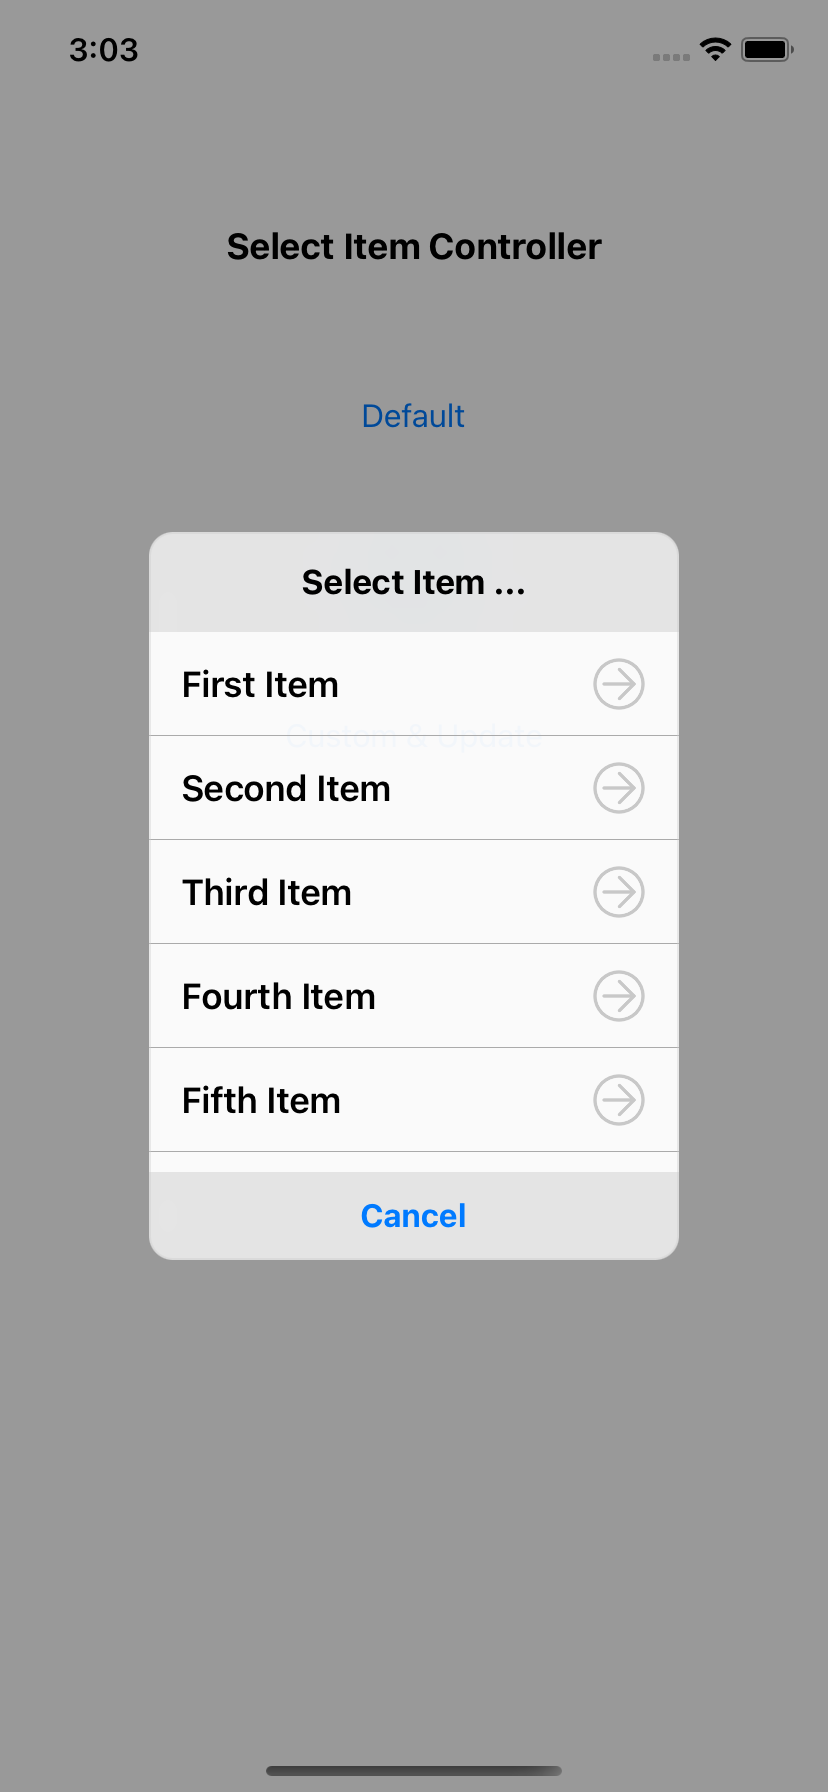 3:03
Select Item Controller
Default
Select Item ...
First Item
Custom & Update
Second Item
Third Item
Fourth Item
Fifth Item
Cancel